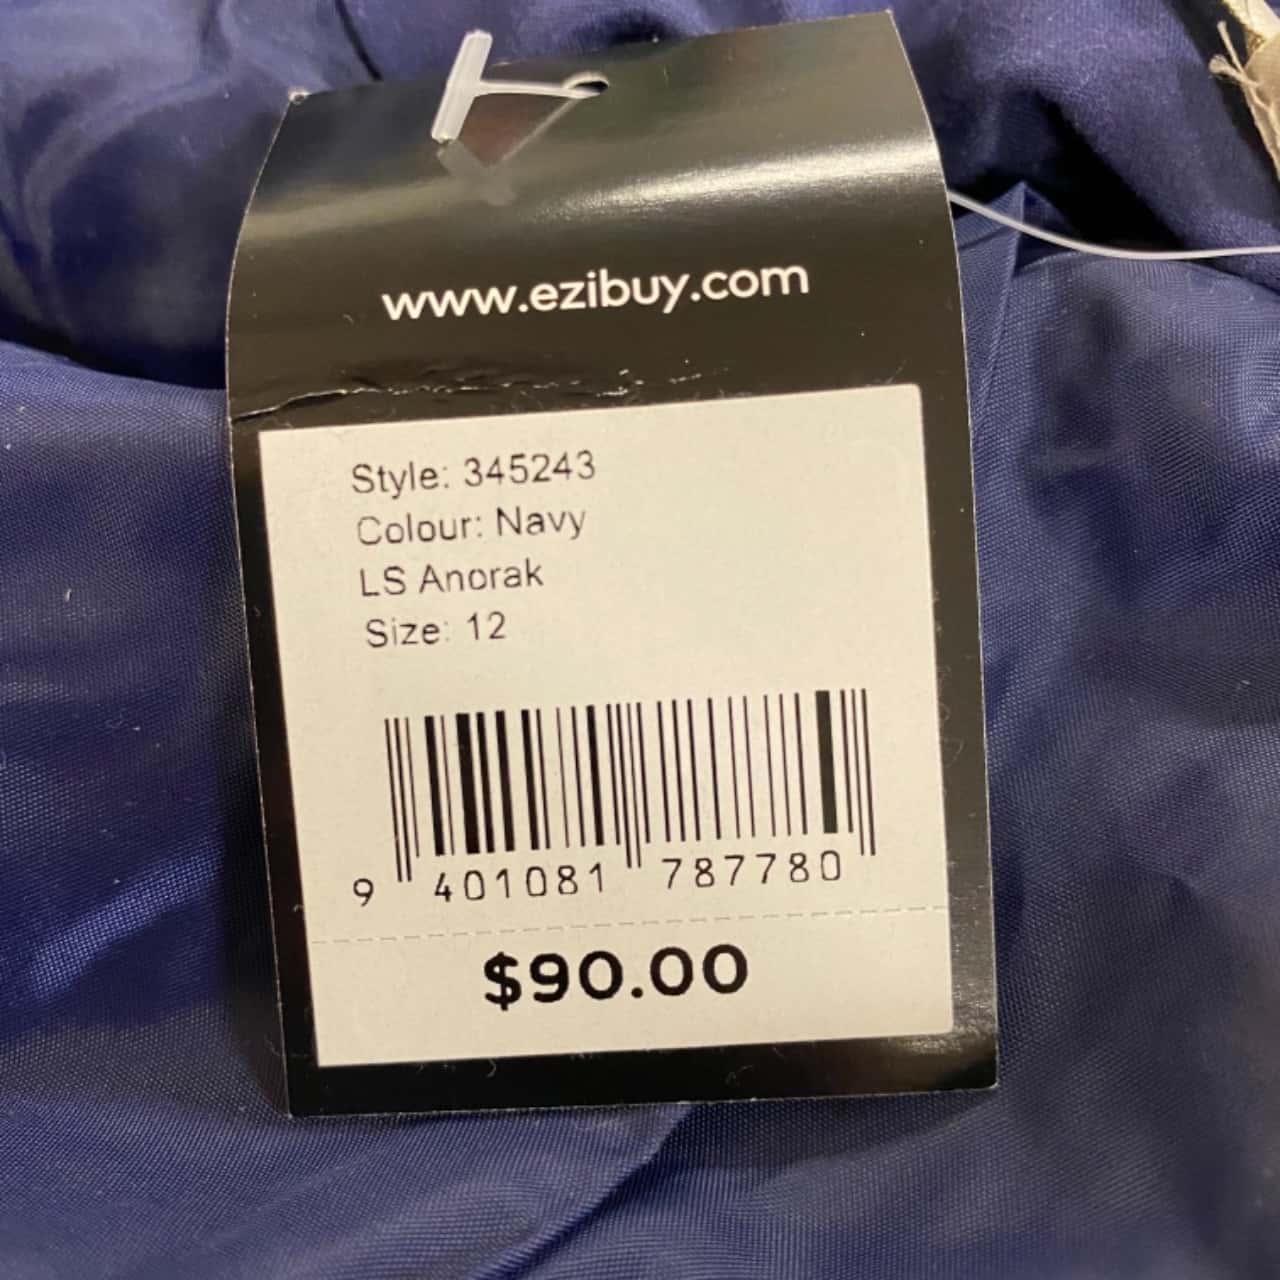 www.ezibuy.com
Style: 345243
Colour: Navy
LS Anorak
Size: 12
9 401081 787780
$90.00